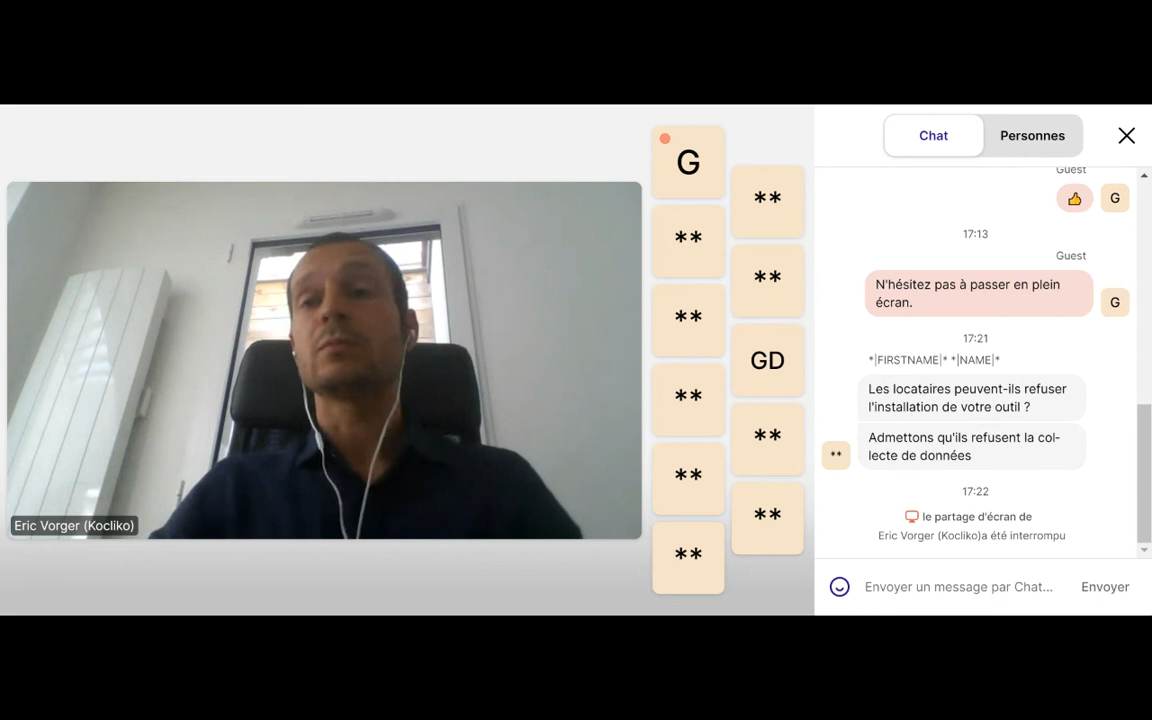 Eric Vorger (Kocliko)
G
**
**
**
**
**
**
**
GD
**
**
Chat
Personnes
Guest
G
17:13
Guest
N'hésitez pas à passer en plein
écran.
G
17:21
*|FIRSTNAME|* *|NAME|*
Les locataires peuvent-ils refuser
l'installation de votre outil ?
Admettons qu'ils refusent la col-
lecte de données
**
17:22
le partage d'écran de
Eric Vorger (Kocliko)a été interrompu
Envoyer un message par Chat...
Envoyer